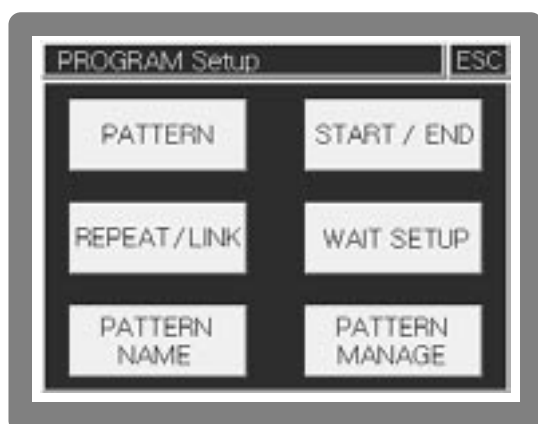 PROGRAM Setup ESC
PATTERN START / END
REPEAT/LINK WAIT SETUP
PATTERN NAME
PATTERN MANAGE